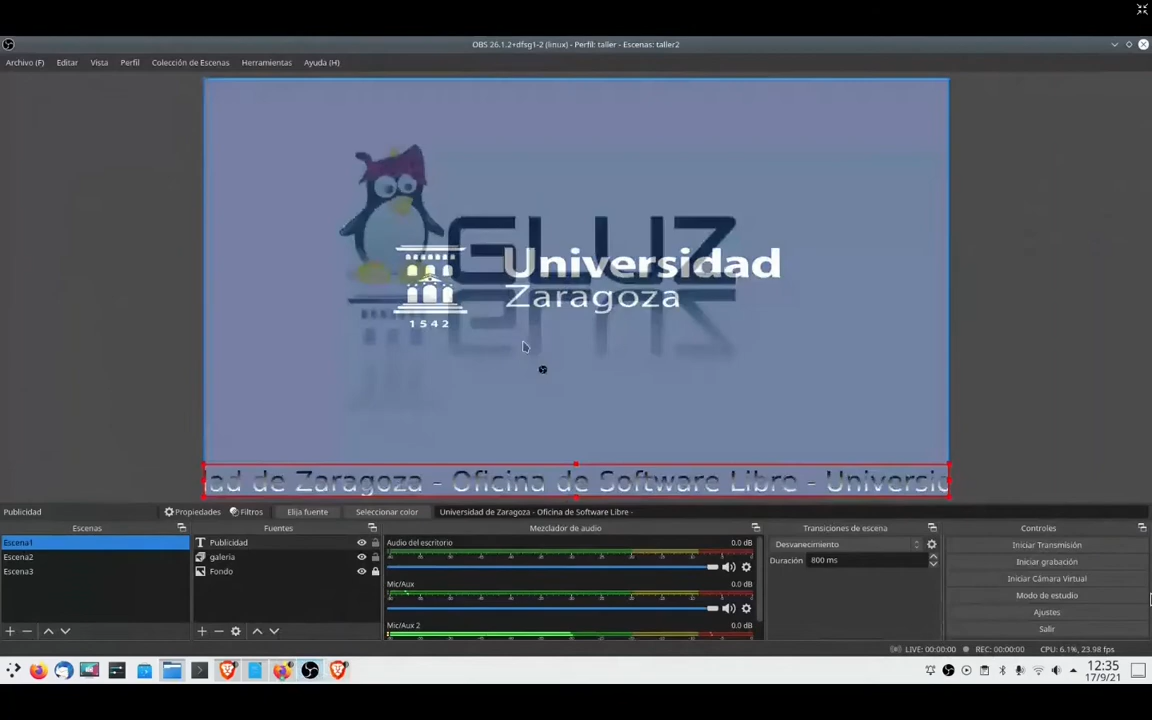 OBS 26.1.2+dfsg1-2 (linux) - Perfil: taller - Escenas: taller2
Archivo (F) Editar Vista Perfil Colección de Escenas Herramientas Ayuda (H)
GLUZ
Universidad
Zaragoza
1542
ad de Zaragoza - Oficina de Software Libre - Universid
Publicidad Propiedades Filtros Elija fuente Seleccionar color Universidad de Zaragoza - Oficina de Software Libre -
Escenas Fuentes Mezclador de audio Transiciones de escena Controles
Escena1
Escena2
Escena3
Publicidad
galeria
Fondo
Audio del escritorio 0.0 dB
Mic/Aux 0.0 dB
Mic/Aux 2 0.0 dB
Desvanecimiento
Duración 800 ms
Iniciar Transmisión
Iniciar grabación
Iniciar Cámara Virtual
Modo de estudio
Ajustes
Salir
LIVE: 00:00:00 REC: 00:00:00 CPU: 6.1%, 23.98 fps
12:35
17/9/21